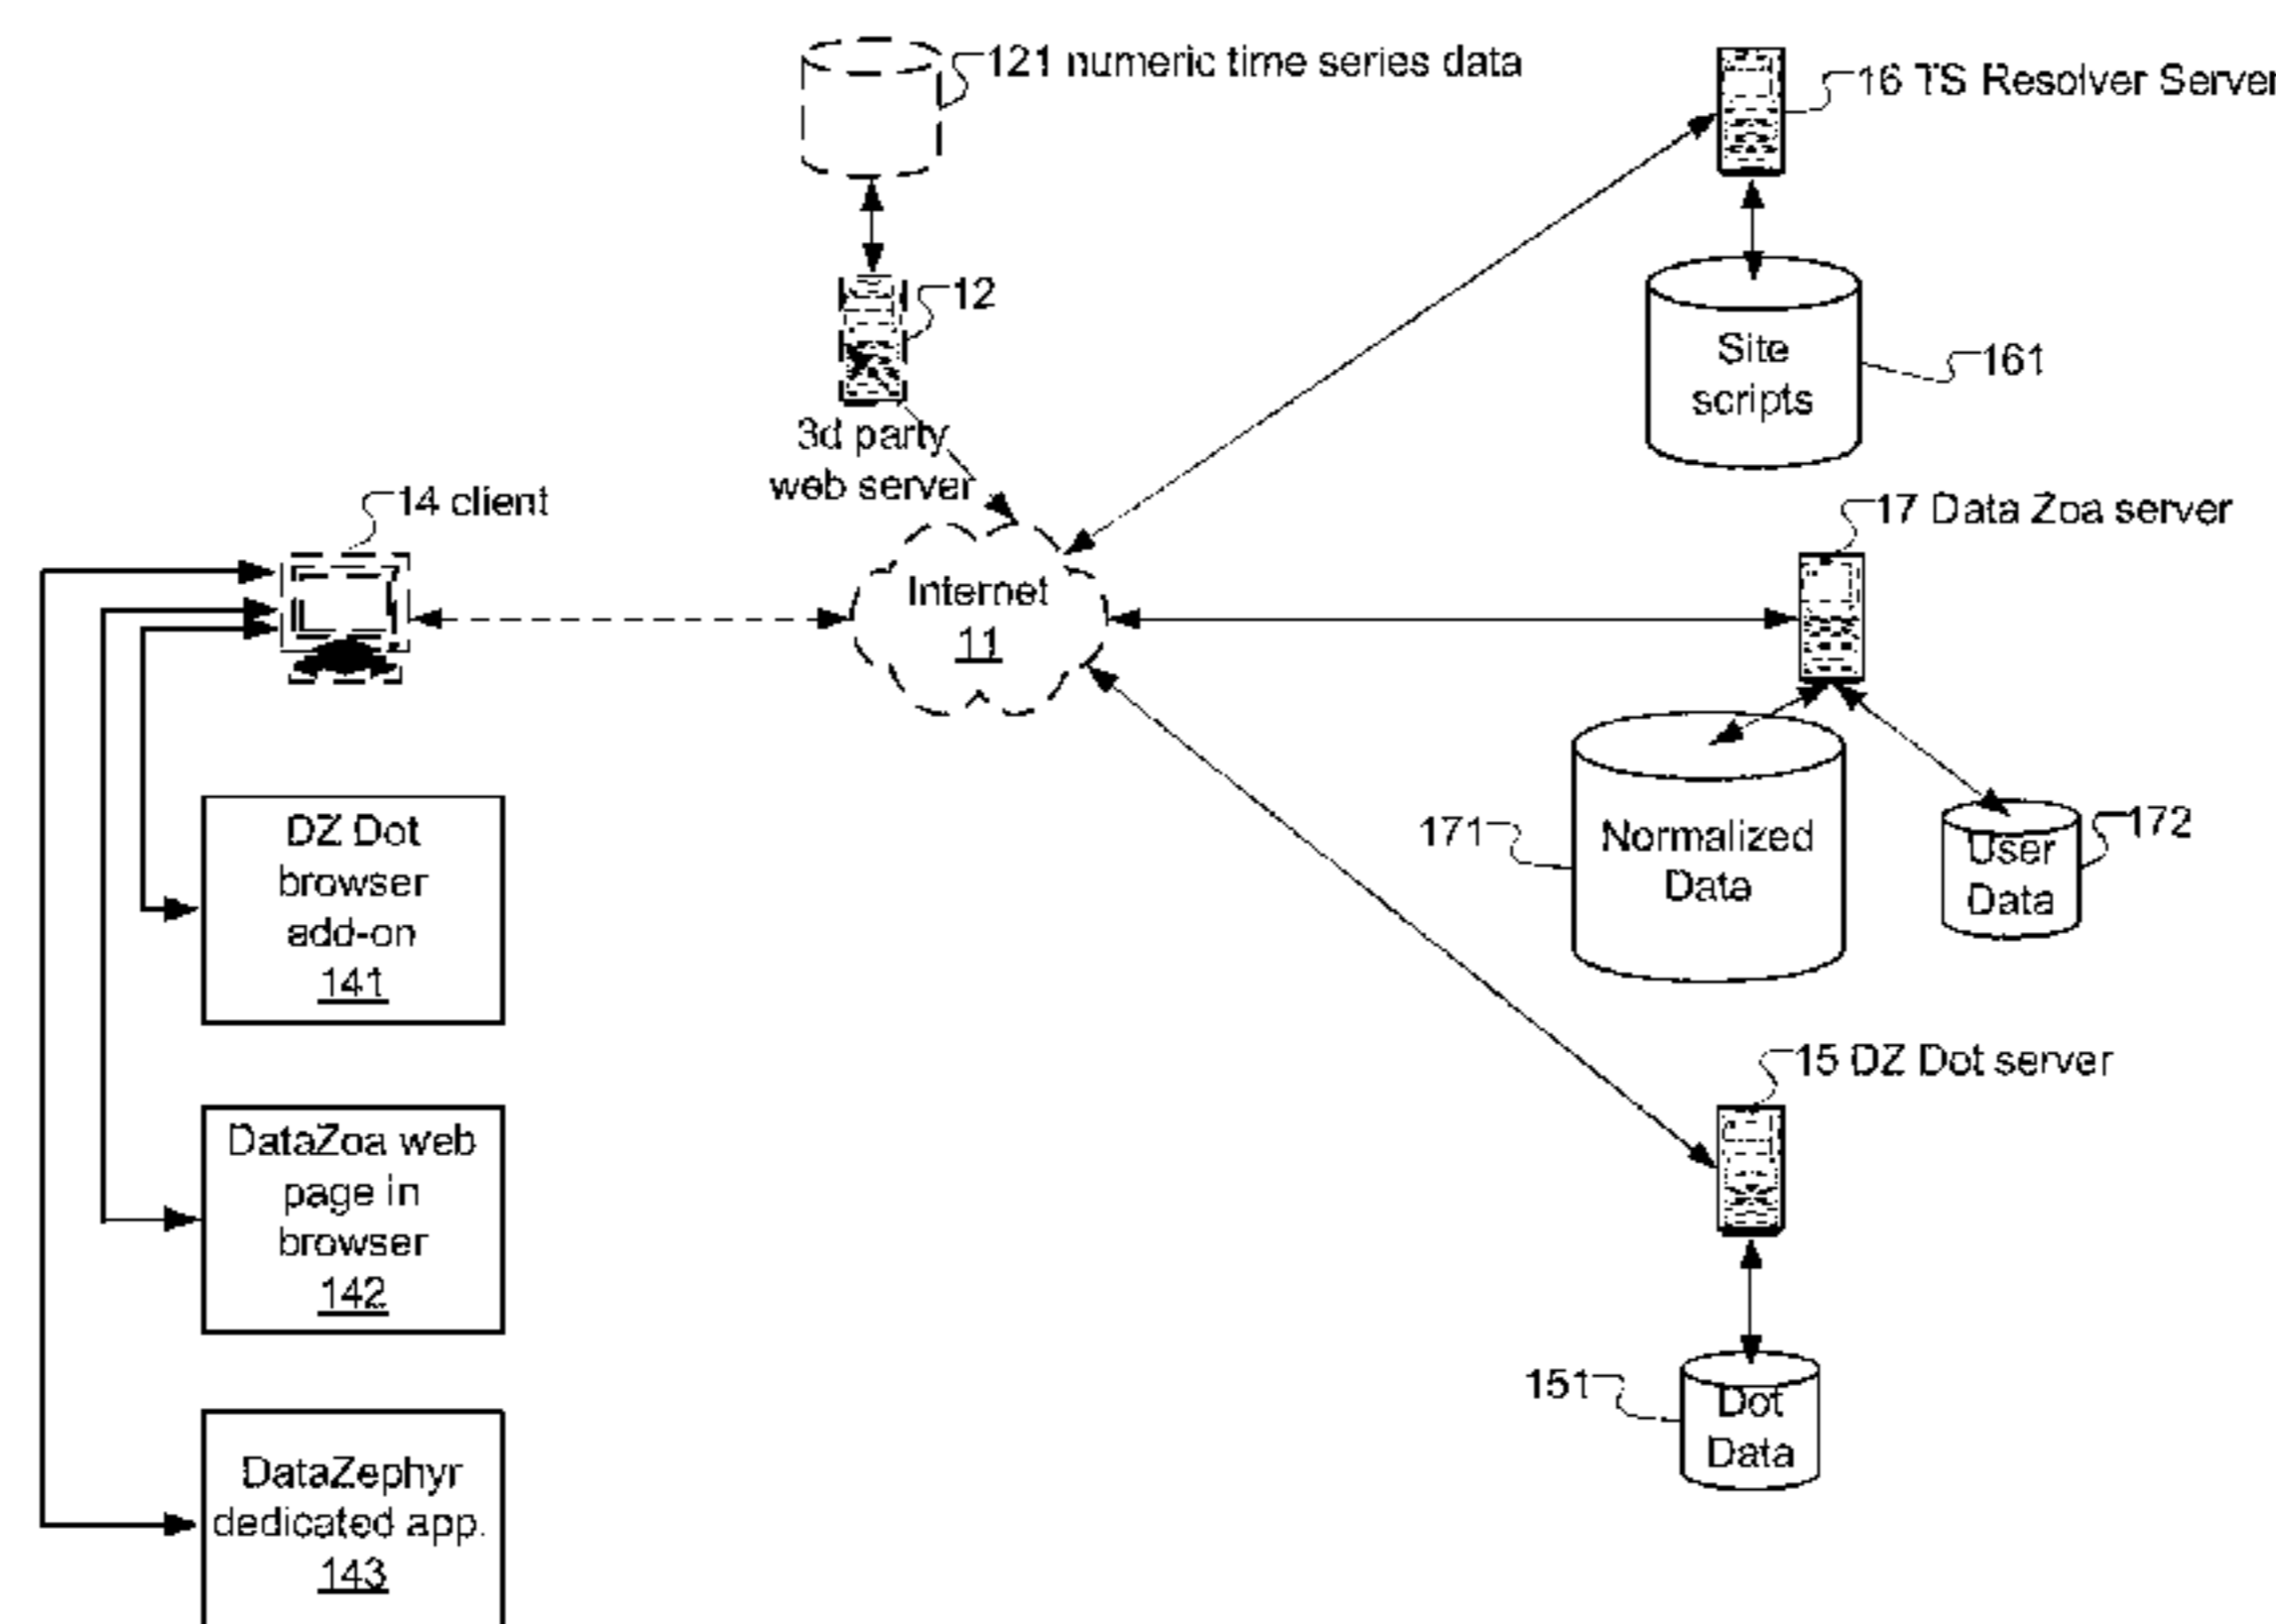 121 numeric time series data
16 TS Resolver Server
12
Site
scripts
161
3d party
web server
14 client
17 Data Zoa server
Internet
11
171
Normalized
Data
172
User
Data
DZ Dot
browser
add-on
141
15 DZ Dot server
DataZoa web
page in
browser
142
151
Dot
Data
DataZephyr
dedicated app.
143